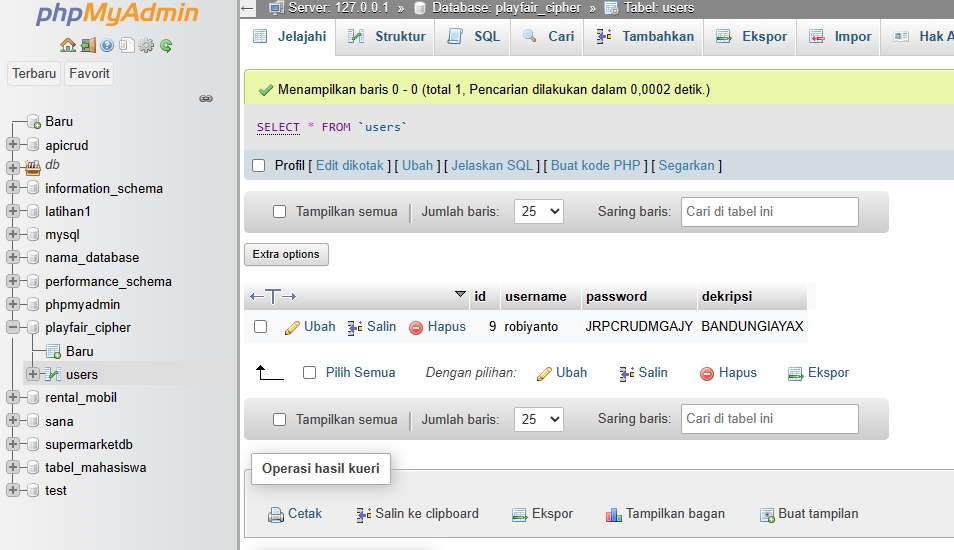 phpMyAdmin
Terbaru Favorit
Baru
apicrud
db
information_schema
latihan1
mysql
nama_database
performance_schema
phpmyadmin
playfair_cipher
Baru
users
rental_mobil
sana
supermarketdb
tabel_mahasiswa
test
Server: 127.0.0.1 » Database: playfair_cipher » Tabel: users
Jelajahi Struktur SQL Cari Tambahkan Ekspor Impor Hak A
Menampilkan baris 0 - 0 (total 1, Pencarian dilakukan dalam 0,0002 detik.)
SELECT * FROM `users`
Profil [ Edit dikotak ] [ Ubah ] [ Jelaskan SQL ] [ Buat kode PHP ] [ Segarkan ]
Tampilkan semua | Jumlah baris: 25 Saring baris: Cari di tabel ini
Extra options
←T→ id username password dekripsi
Ubah Salin Hapus 9 robiyanto JRPCRUDMGAJY BANDUNGIAYAX
Pilih Semua Dengan pilihan: Ubah Salin Hapus Ekspor
Tampilkan semua | Jumlah baris: 25 Saring baris: Cari di tabel ini
Operasi hasil kueri
Cetak Salin ke clipboard Ekspor Tampilkan bagan Buat tampilan